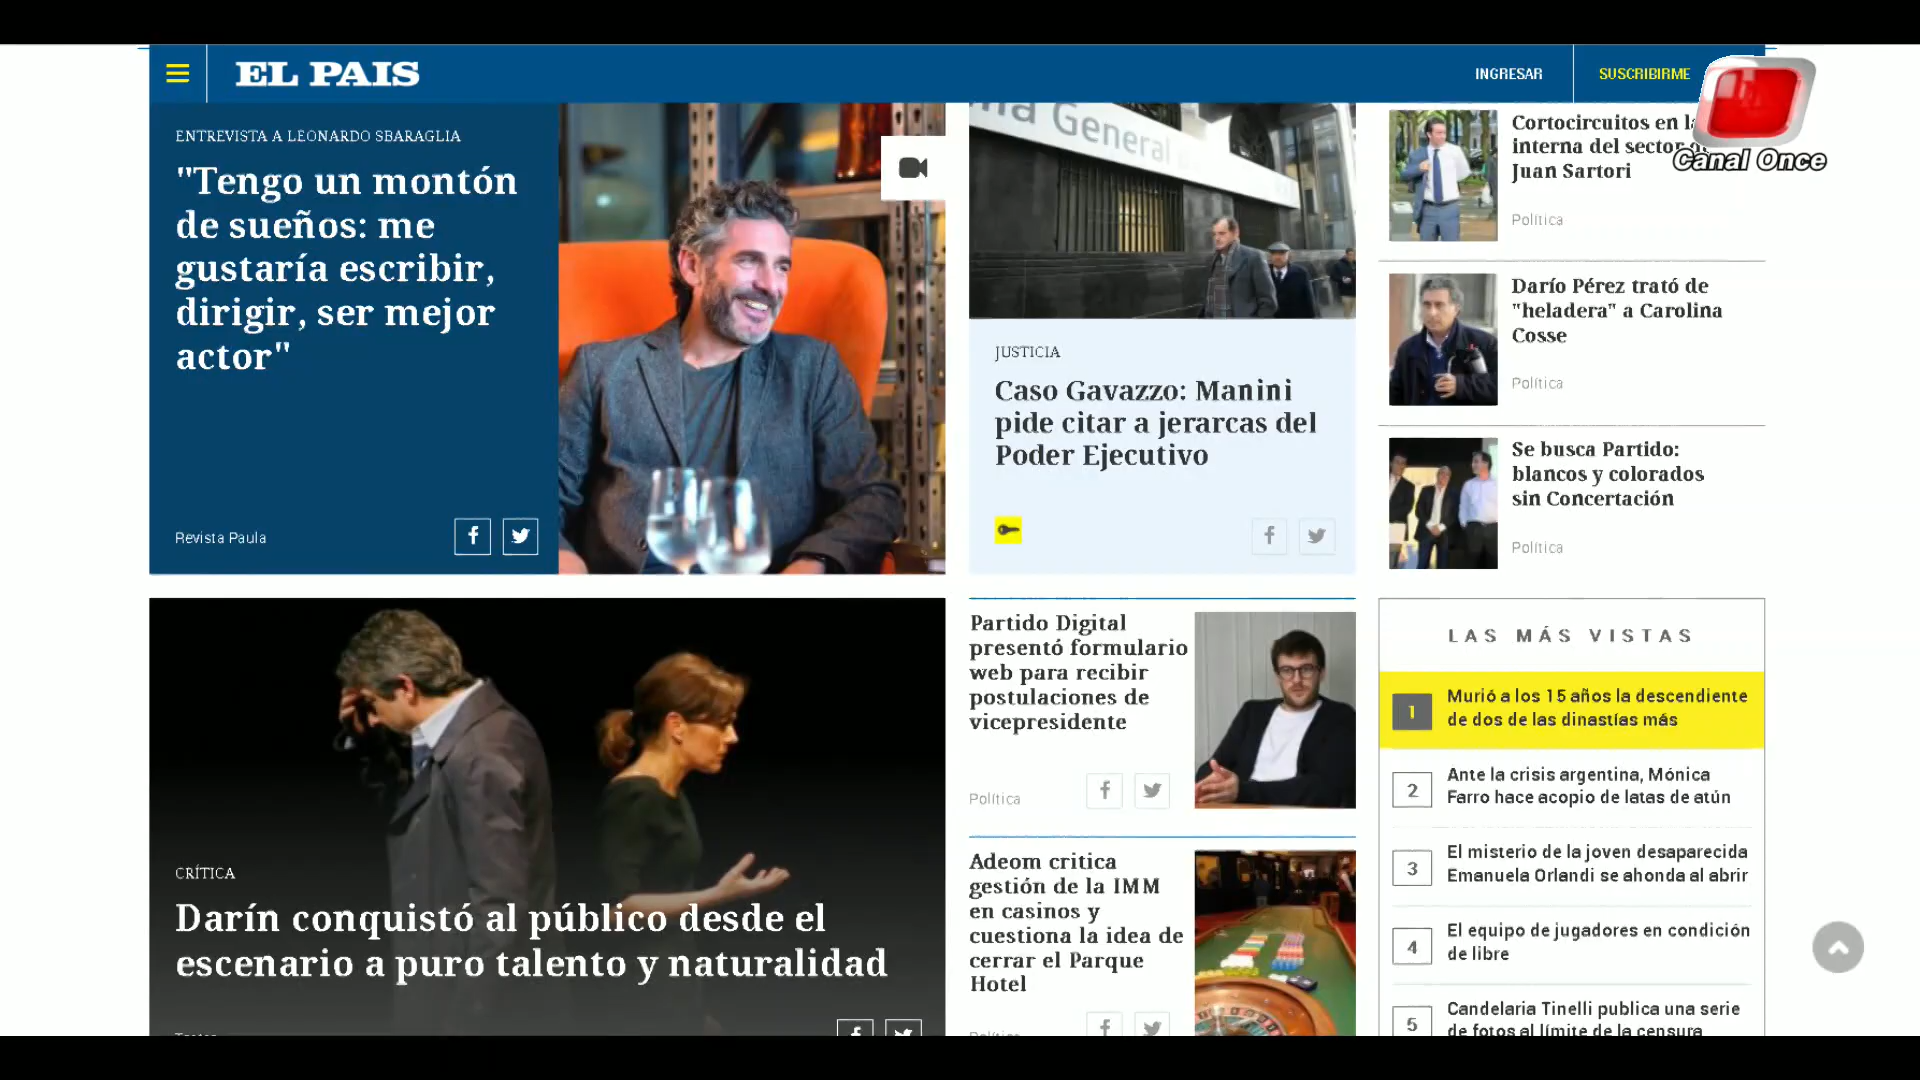 EL PAIS
INGRESAR
SUSCRIBIRME
Canal Once
ENTREVISTA A LEONARDO SBARAGLIA
"Tengo un montón
de sueños: me
gustaría escribir,
dirigir, ser mejor
actor"
Revista Paula
General
JUSTICIA
Caso Gavazzo: Manini
pide citar a jerarcas del
Poder Ejecutivo
Cortocircuitos en la
interna del sector
Juan Sartori
Política
Darío Pérez trató de
"heladera" a Carolina
Cosse
Política
Se busca Partido:
blancos y colorados
sin Concertación
Política
CRÍTICA
Darín conquistó al público desde el
escenario a puro talento y naturalidad
Partido Digital
presentó formulario
web para recibir
postulaciones de
vicepresidente
Política
Adeom critica
gestión de la IMM
en casinos y
cuestiona la idea de
cerrar el Parque
Hotel
LAS MÁS VISTAS
1 Murió a los 15 años la descendiente
de dos de las dinastías más
2 Ante la crisis argentina, Mónica
Farro hace acopio de latas de atún
3 El misterio de la joven desaparecida
Emanuela Orlandi se ahonda al abrir
4 El equipo de jugadores en condición
de libre
5 Candelaria Tinelli publica una serie
de fotos al límite de la censura